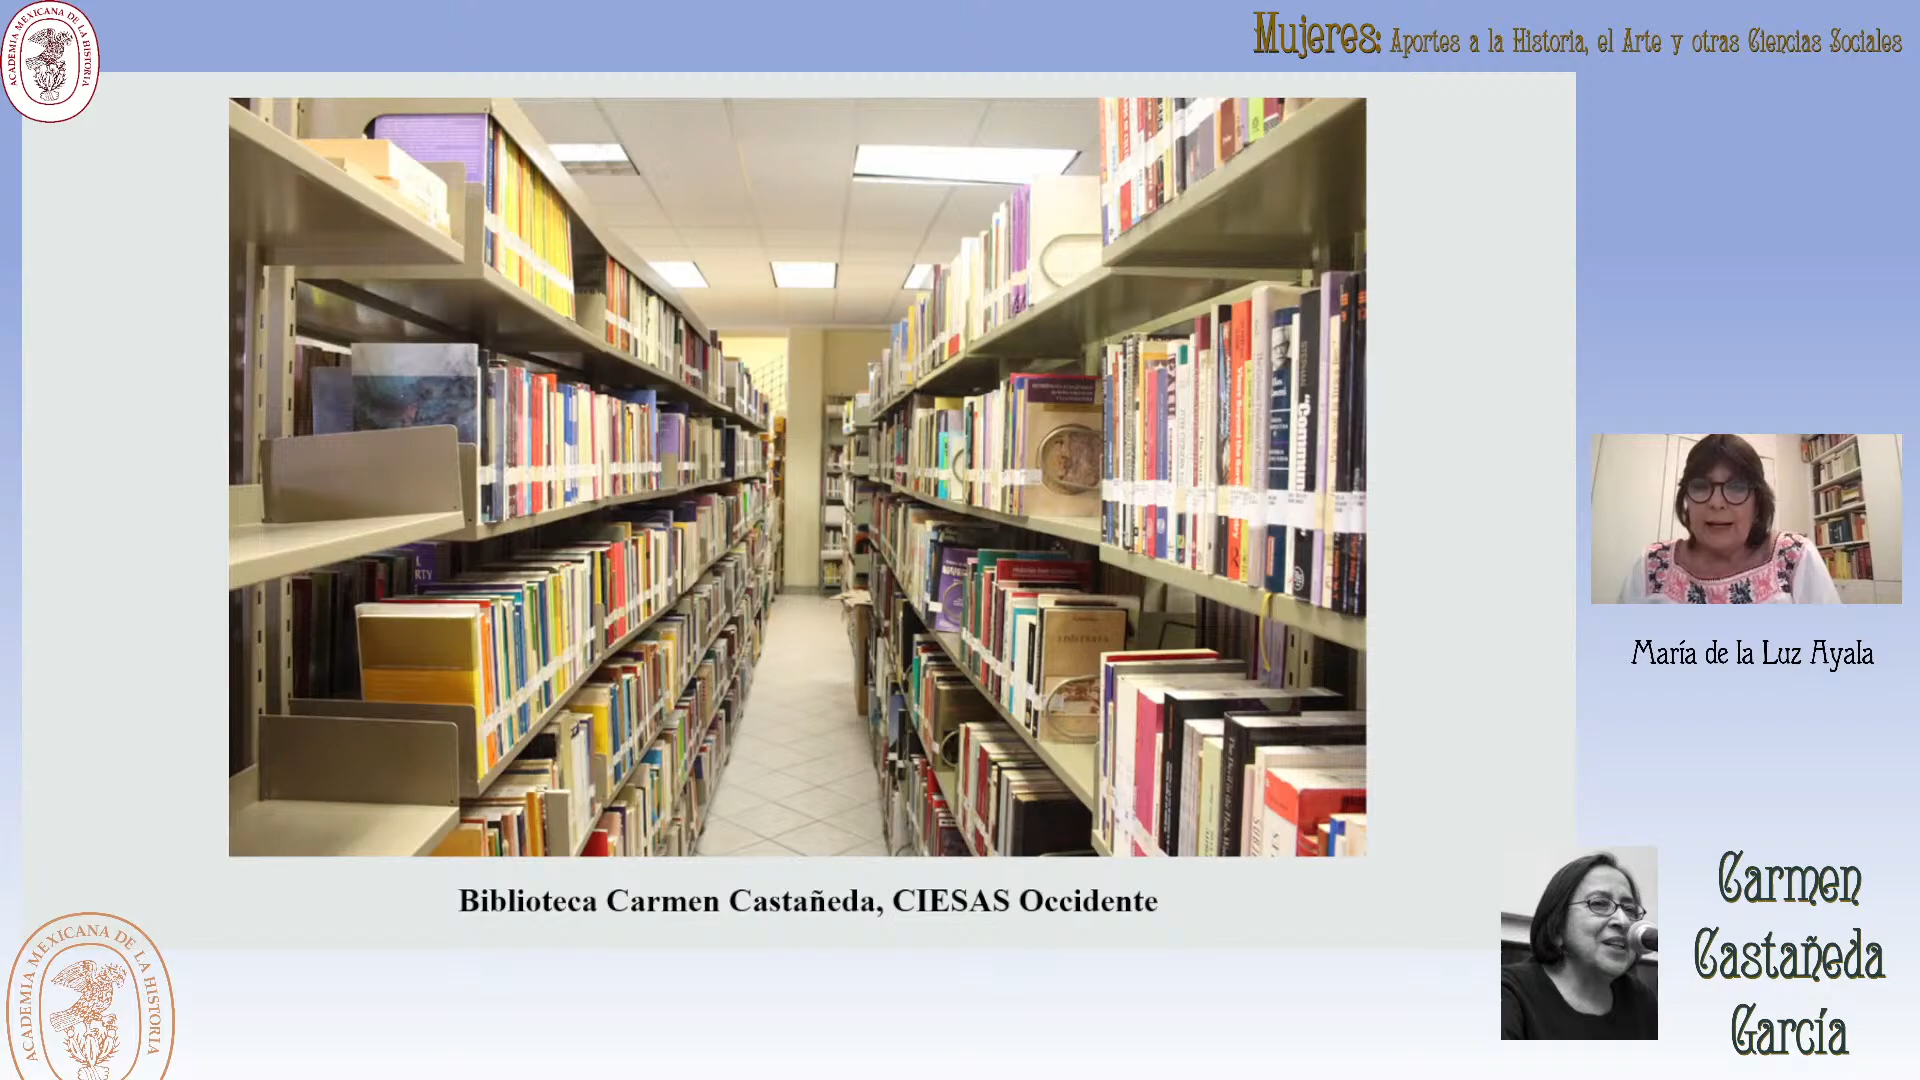 ACADEMIA MEXICANA DE LA HISTORIA
Mujeres: Aportes a la Historia, el Arte y otras Ciencias Sociales
Biblioteca Carmen Castañeda, CIESAS Occidente
María de la Luz Ayala
Carmen
Castañeda
García
ACADEMIA MEXICANA DE LA HISTORIA